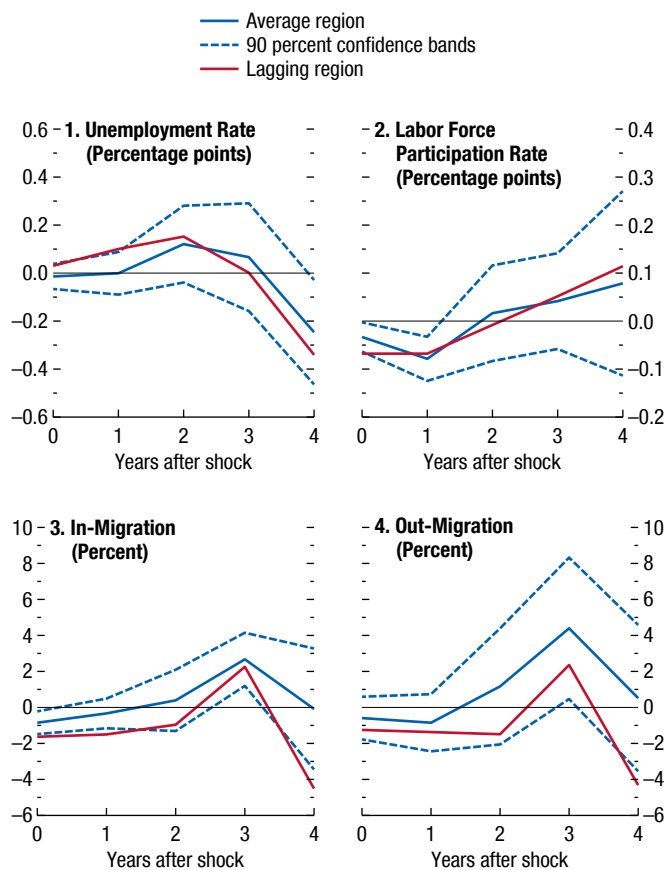 Average region
90 percent confidence bands
Lagging region
1. Unemployment Rate
(Percentage points)
0.6
0.4
0.2
0.0
–0.2
–0.4
–0.6
0 1 2 3 4
Years after shock
2. Labor Force
Participation Rate
(Percentage points)
0.4
0.3
0.2
0.1
0.0
–0.1
–0.2
0 1 2 3 4
Years after shock
3. In-Migration
(Percent)
10
8
6
4
2
0
–2
–4
–6
0 1 2 3 4
Years after shock
4. Out-Migration
(Percent)
10
8
6
4
2
0
–2
–4
–6
0 1 2 3 4
Years after shock